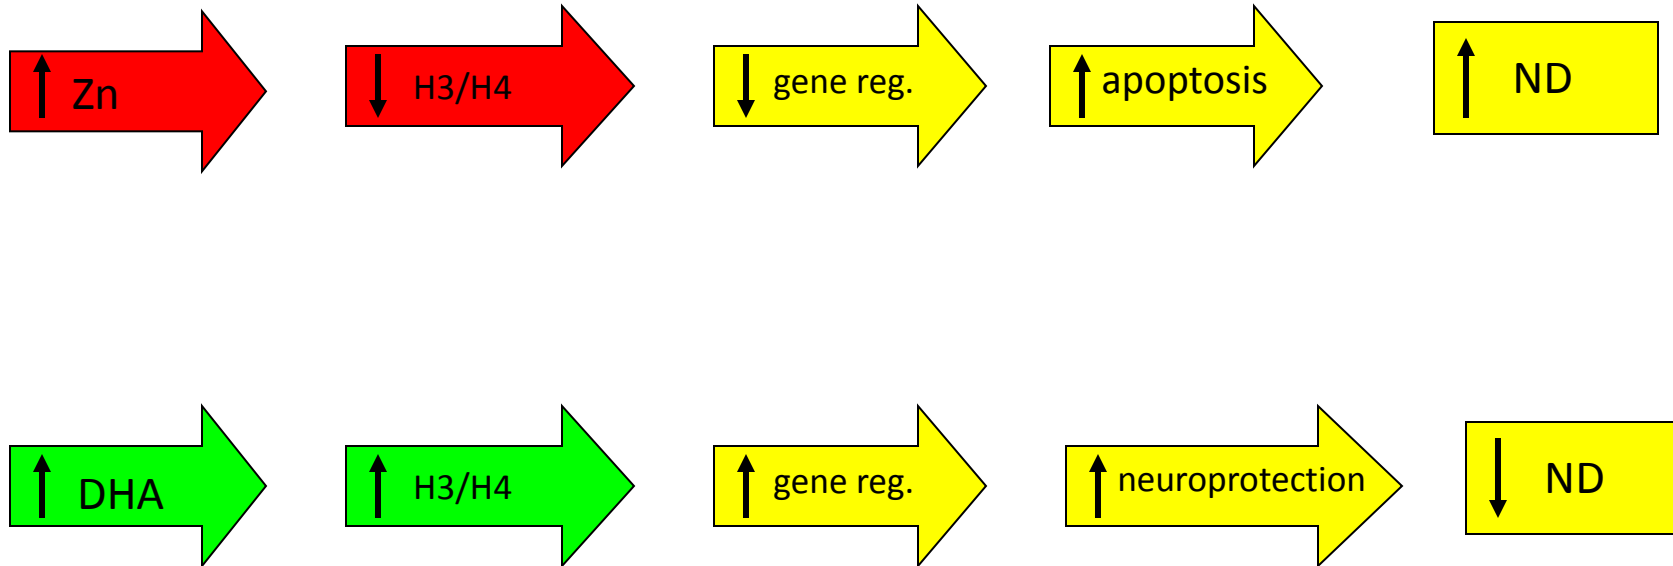 Zn
H3/H4
gene reg.
apoptosis
ND
DHA
H3/H4
gene reg.
neuroprotection
ND